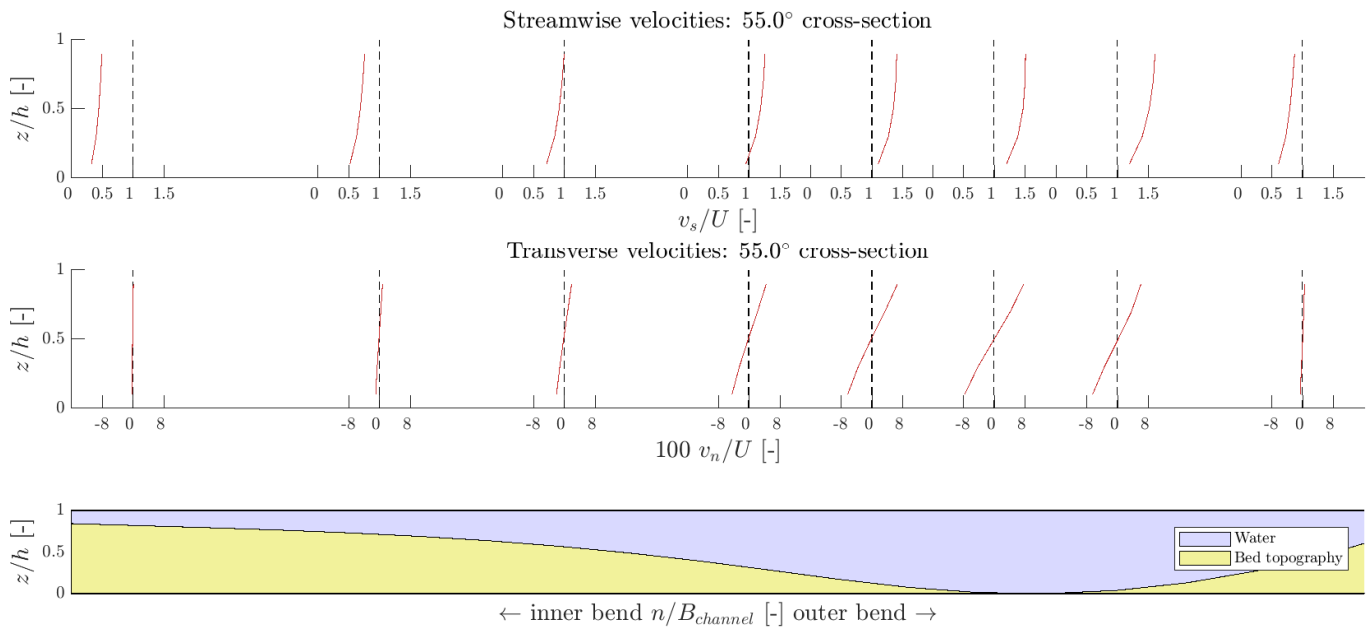 Streamwise velocities: 55.0° cross-section
1
0.5
0
z/h [-]
0 0.5 1 1.5 0 0.5 1 1.5 0 0.5 1 1.5 0 0.5 1 1.5 0 0.5 1 1.5 0 0.5 1 1.5 0 0.5 1 1.5 0 0.5 1 1.5
v_s/U [-]
Transverse velocities: 55.0° cross-section
1
0.5
0
z/h [-]
-8 0 8 -8 0 8 -8 0 8 -8 0 8 -8 0 8 -8 0 8 -8 0 8 -8 0 8
100 v_n/U [-]
1
0.5
0
z/h [-]
Water
Bed topography
← inner bend n/B_channel [-] outer bend →